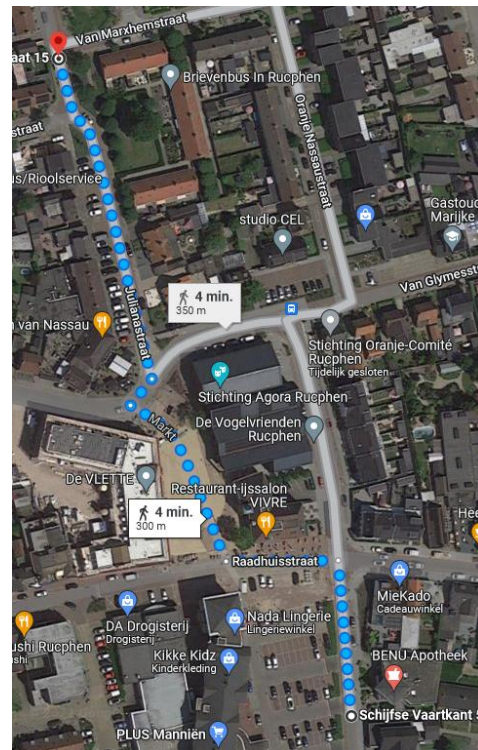 Van Marxhemstraat
aat 15
Brievenbus In Rucphen
Oranje Nassaustraat
straat
us/Rioolservice
Gastou
Marijke
studio CEL
Van Glymesst
4 min.
350 m
Julianastraat
n van Nassau
Stichting Oranje-Comité
Rucphen
Tijdelijk gesloten
Stichting Agora Rucphen
Markt
De Vogelvrienden
Rucphen
De VLETTE
Restaurant-ijssalon
VIVRE
4 min.
300 m
Hee
Raadhuisstraat
MieKado
Cadeauwinkel
DA Drogisterij
Drogisterij
Nada Lingerie
Lingeriewinkel
ushi Rucphen
shi
Kikke Kidz
Kinderkleding
BENU Apotheek
Schijfse Vaartkant 5
PLUS Manniën